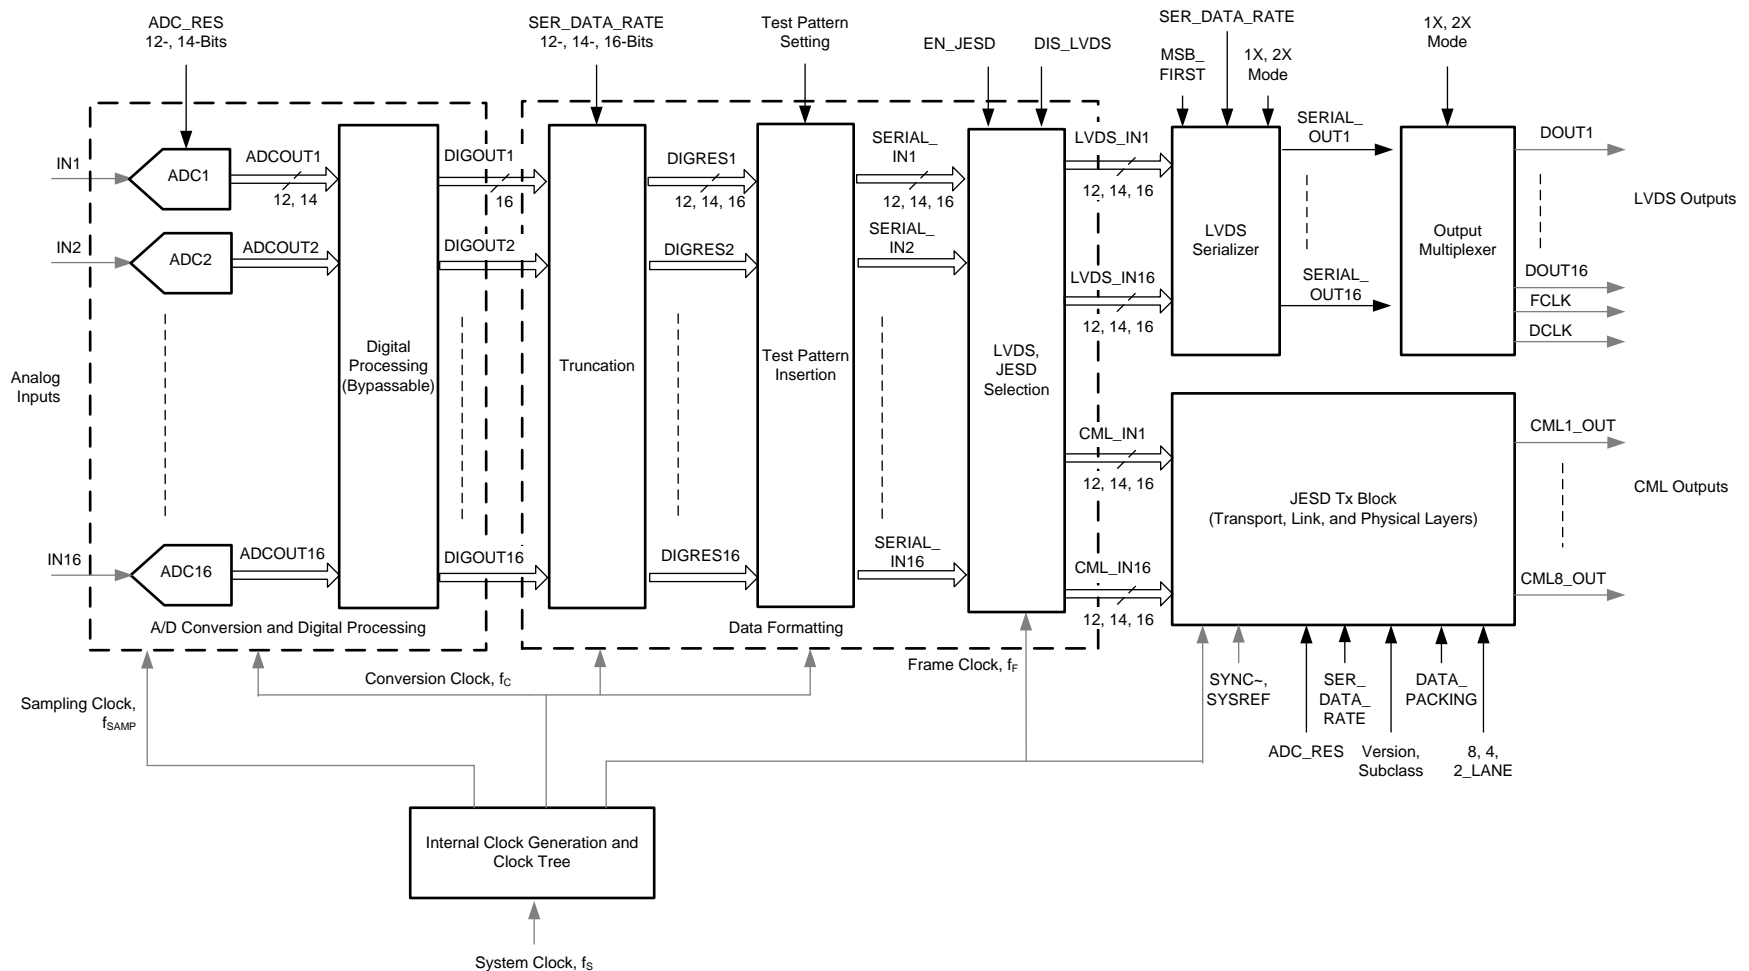 ADC_RES
12-, 14-Bits
SER_DATA_RATE
12-, 14-, 16-Bits
Test Pattern
Setting
EN_JESD
DIS_LVDS
SER_DATA_RATE
MSB_
FIRST
1X, 2X
Mode
1X, 2X
Mode
IN1
ADC1
ADCOUT1
12, 14
DIGOUT1
16
DIGRES1
12, 14, 16
SERIAL_
IN1
12, 14, 16
LVDS_IN1
12, 14, 16
SERIAL_
OUT1
DOUT1
LVDS Outputs
IN2
ADC2
ADCOUT2
DIGOUT2
DIGRES2
SERIAL_
IN2
LVDS
Serializer
Output
Multiplexer
LVDS_IN16
12, 14, 16
SERIAL_
OUT16
DOUT16
FCLK
DCLK
Analog
Inputs
Digital
Processing
(Bypassable)
Truncation
Test Pattern
Insertion
LVDS,
JESD
Selection
CML_IN1
12, 14, 16
JESD Tx Block
(Transport, Link, and Physical Layers)
CML1_OUT
CML Outputs
CML8_OUT
IN16
ADC16
ADCOUT16
DIGOUT16
DIGRES16
SERIAL_
IN16
CML_IN16
12, 14, 16
A/D Conversion and Digital Processing
Data Formatting
Sampling Clock,
fSAMP
Conversion Clock, fC
Frame Clock, fF
SYNC~,
SYSREF
ADC_RES
SER_
DATA_
RATE
Version,
Subclass
DATA_
PACKING
8, 4,
2_LANE
Internal Clock Generation and
Clock Tree
System Clock, fS